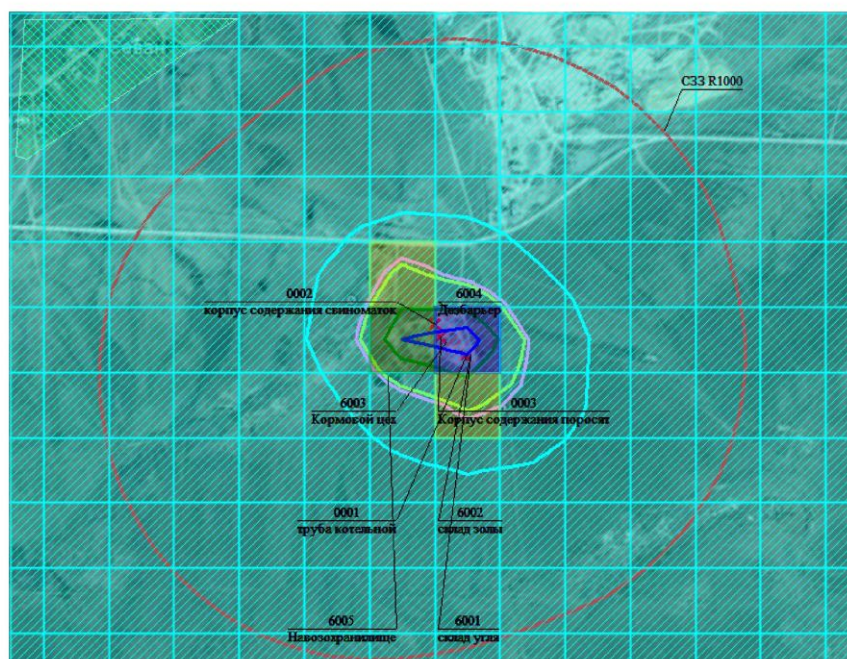 СЗЗ R1000
0002
корпус содержания свиноматок
6004
Дезбарьер
6003
Кормовой цех
0003
Корпус содержания поросят
0001
труба котельной
6002
склад золы
6005
Навозохранилище
6001
склад угля